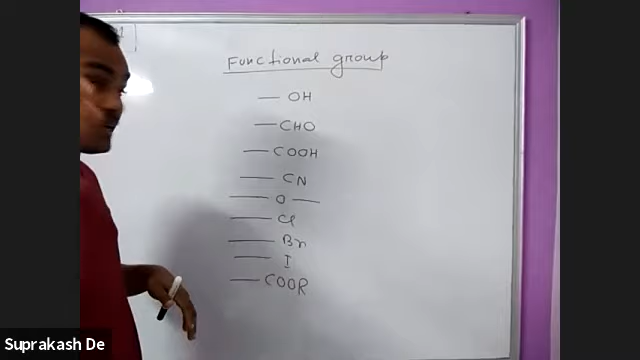 Functional group
— OH
— CHO
— COOH
— CN
— O —
— Cl
— Br
— I
— COOR
Suprakash De